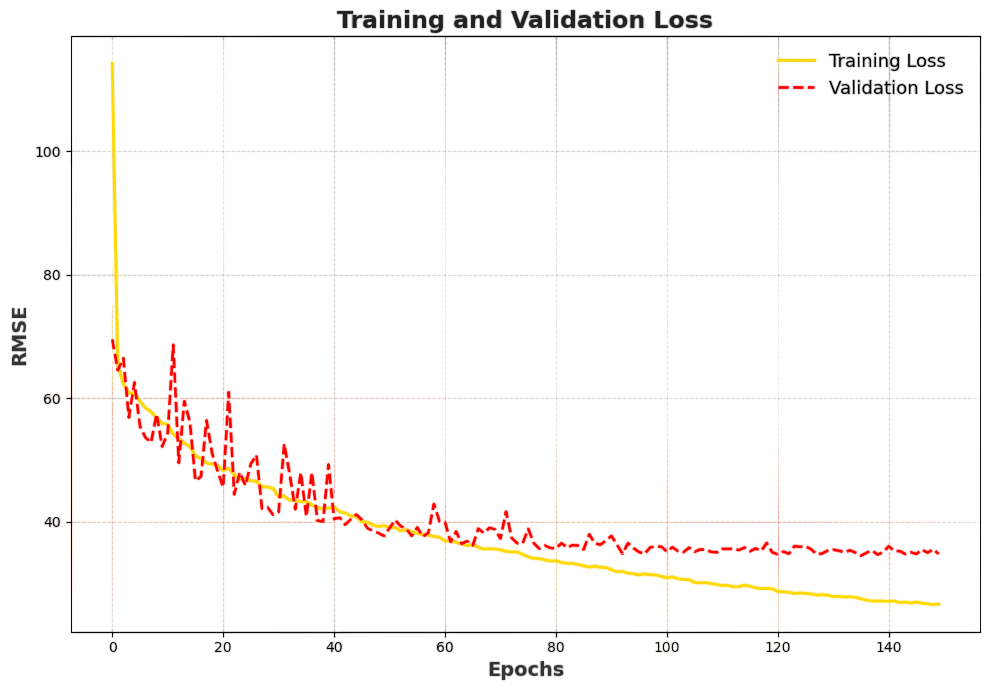 Training and Validation Loss
Training Loss
Validation Loss
100
80
60
40
RMSE
0 20 40 60 80 100 120 140
Epochs